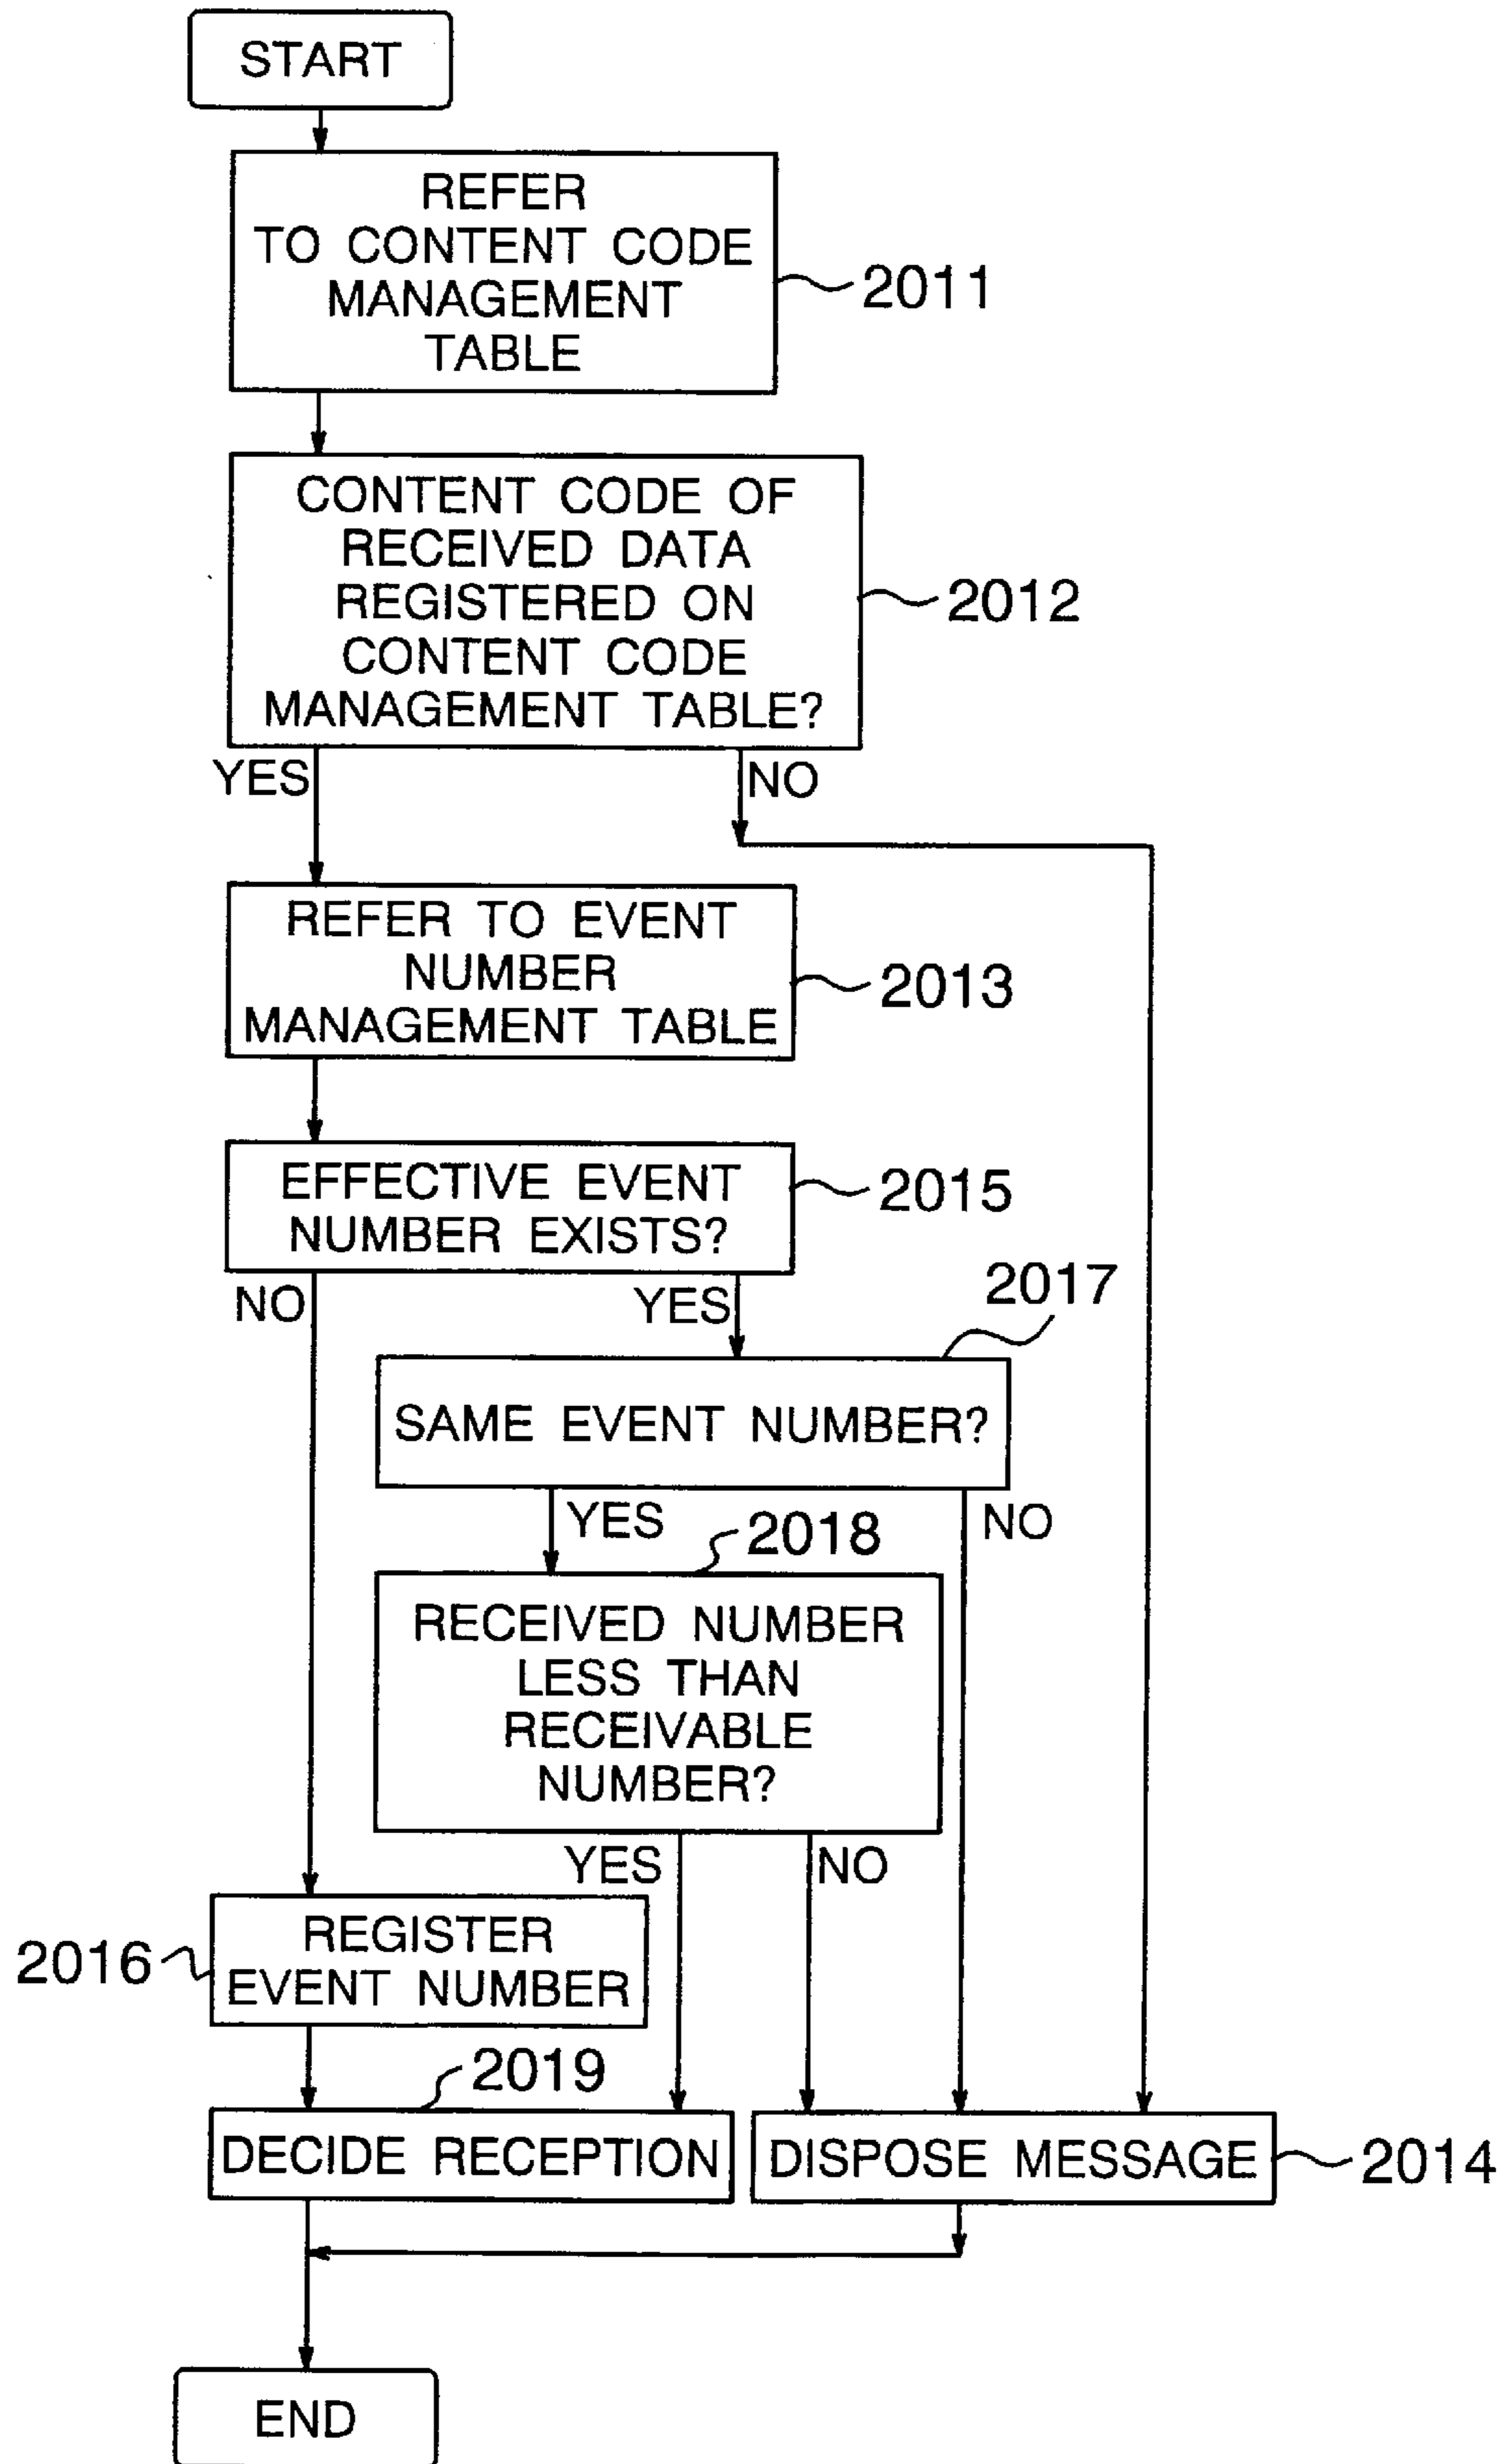 START
REFER
TO CONTENT CODE
MANAGEMENT
TABLE
2011
CONTENT CODE OF
RECEIVED DATA
REGISTERED ON
CONTENT CODE
MANAGEMENT TABLE?
2012
YES
NO
REFER TO EVENT
NUMBER
MANAGEMENT TABLE
2013
EFFECTIVE EVENT
NUMBER EXISTS?
2015
NO
YES
2017
SAME EVENT NUMBER?
YES
NO
2018
RECEIVED NUMBER
LESS THAN
RECEIVABLE
NUMBER?
YES
NO
2016
REGISTER
EVENT NUMBER
2019
DECIDE RECEPTION
DISPOSE MESSAGE
2014
END